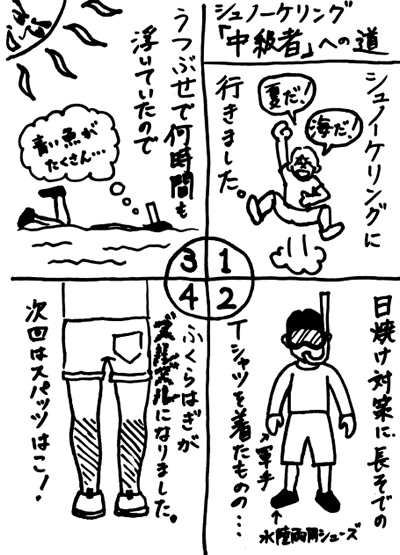 シュノーケリング
「中級者」への道
シュノーケリングに
行きました。
夏だ!
海だ!
1
日焼け対策に、長そでの
Tシャツを着たものの…
軍手
水陸両用シューズ
2
うつぶせで何時間も
浮いていたので
青い魚が
たくさん…
3
ふくらはぎが
になりました。
次回はスパッツはこ!
4